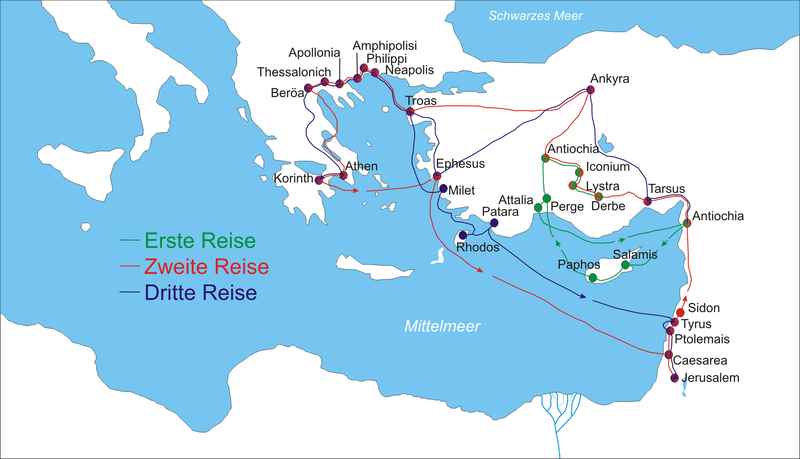 Schwarzes Meer
Amphipolisi
Apollonia
Philippi
Thessalonich
Neapolis
Beröa
Ankyra
Troas
Antiochia
Athen
Ephesus
Iconium
Korinth
Milet
Lystra
Tarsus
Attalia
Perge
Derbe
Patara
Antiochia
Rhodos
Erste Reise
Salamis
Paphos
Zweite Reise
Dritte Reise
Sidon
Mittelmeer
Tyrus
Ptolemais
Caesarea
Jerusalem